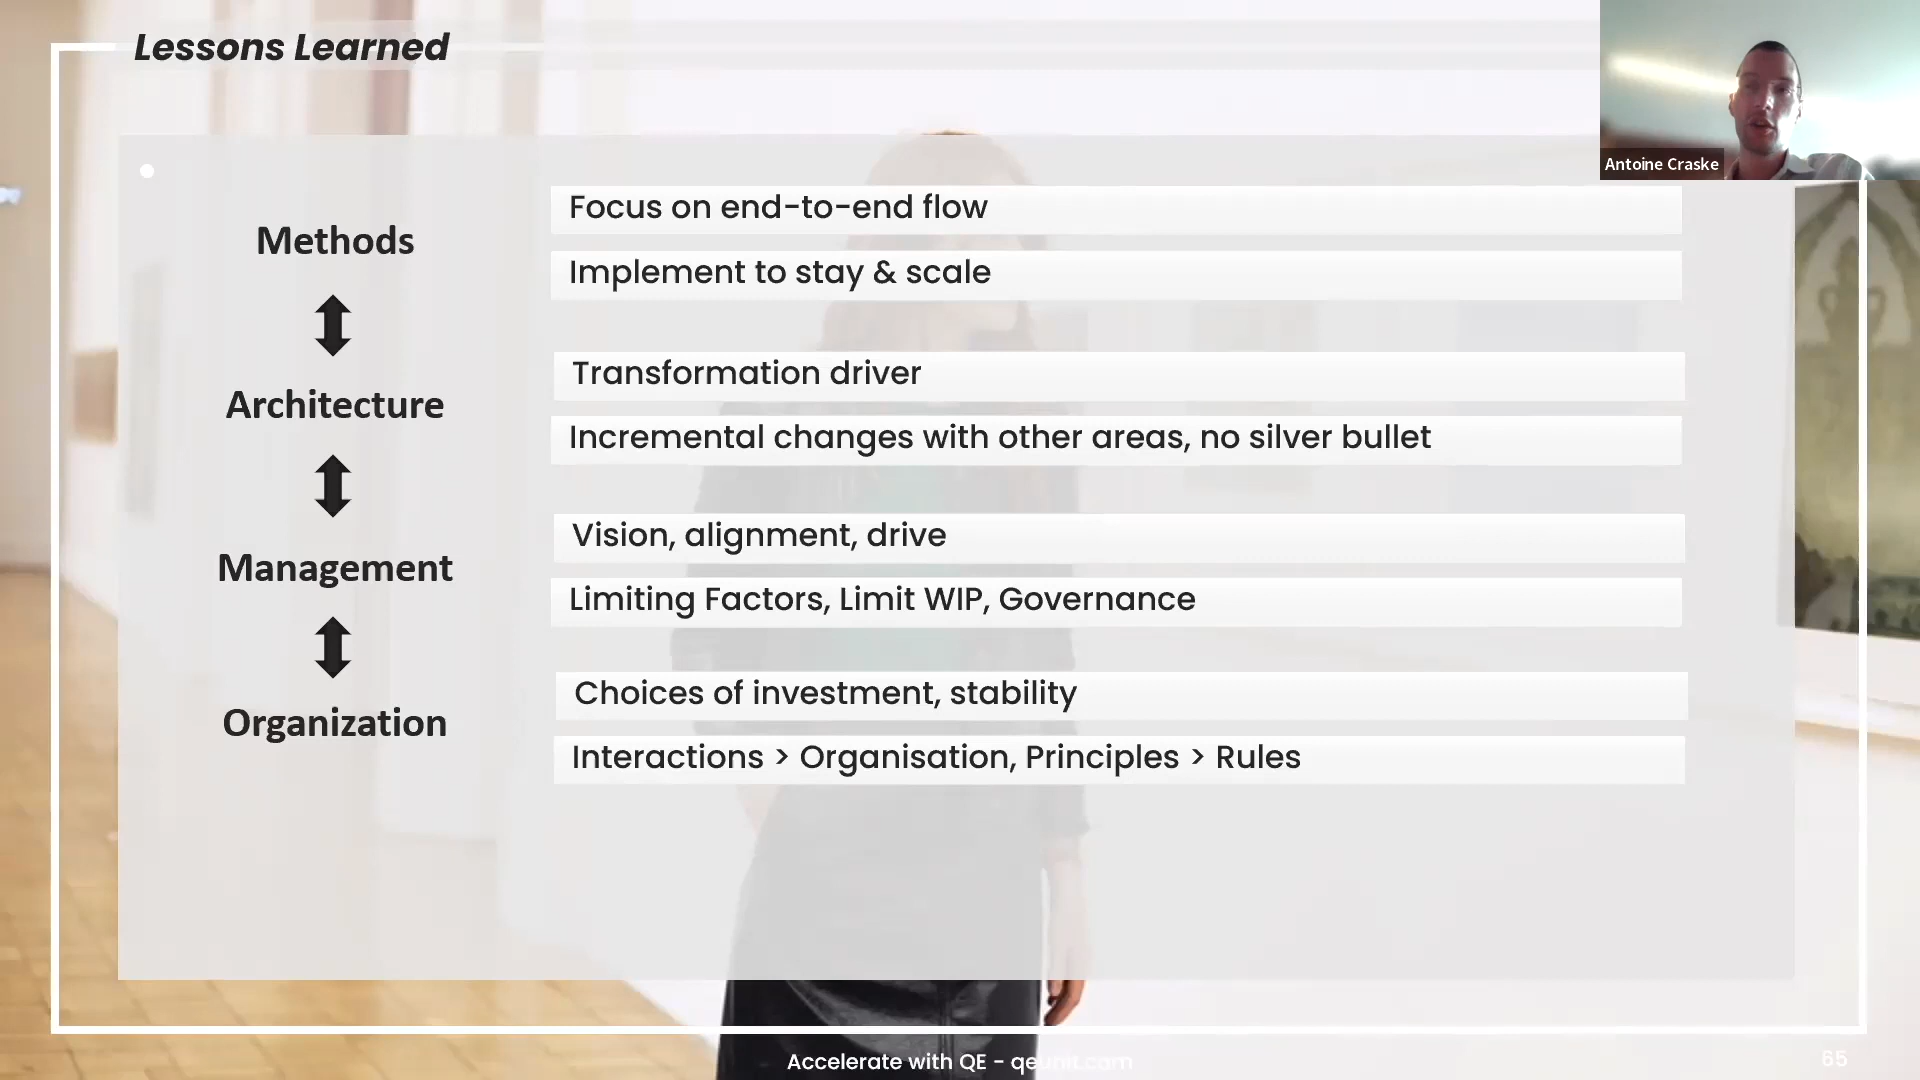 Lessons Learned
Antoine Craske
Methods
Focus on end-to-end flow
Implement to stay & scale
Architecture
Transformation driver
Incremental changes with other areas, no silver bullet
Management
Vision, alignment, drive
Limiting Factors, Limit WIP, Governance
Organization
Choices of investment, stability
Interactions > Organisation, Principles > Rules
Accelerate with QE - qeunit.com
65